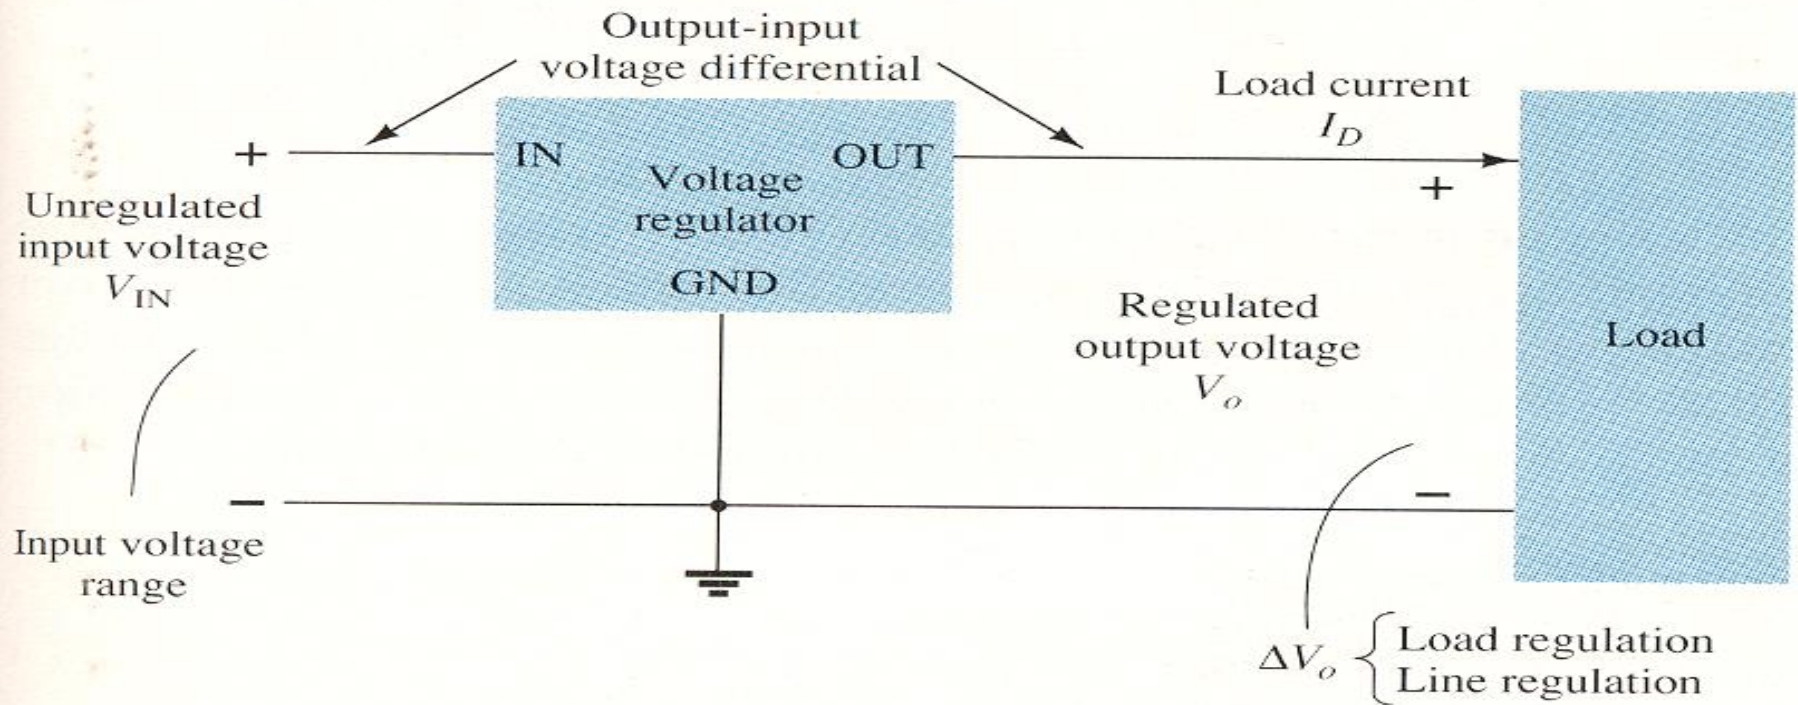 Output-input
voltage differential
Load current
I_D
+
IN
OUT
Voltage
regulator
GND
+
Unregulated
input voltage
V_IN
Regulated
output voltage
V_o
Load
−
−
Input voltage
range
ΔV_o { Load regulation
Line regulation